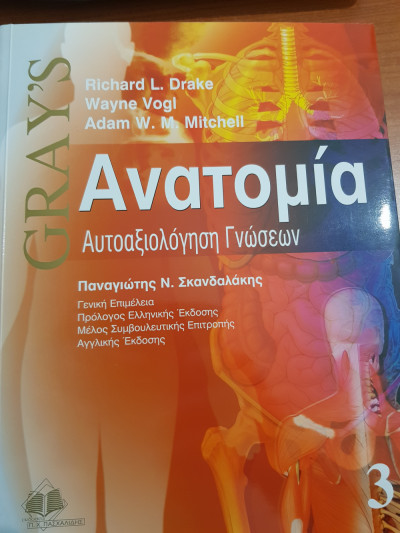 GRAY'S
Richard L. Drake
Wayne Vogl
Adam W. M. Mitchell
Ανατομία
Αυτοαξιολόγηση Γνώσεων
Παναγιώτης Ν. Σκανδαλάκης
Γενική Επιμέλεια
Πρόλογος Ελληνικής Έκδοσης
Μέλος Συμβουλευτικής Επιτροπής
Αγγλικής Έκδοσης
3
Π.Χ. ΠΑΣΧΑΛΙΔΗΣ